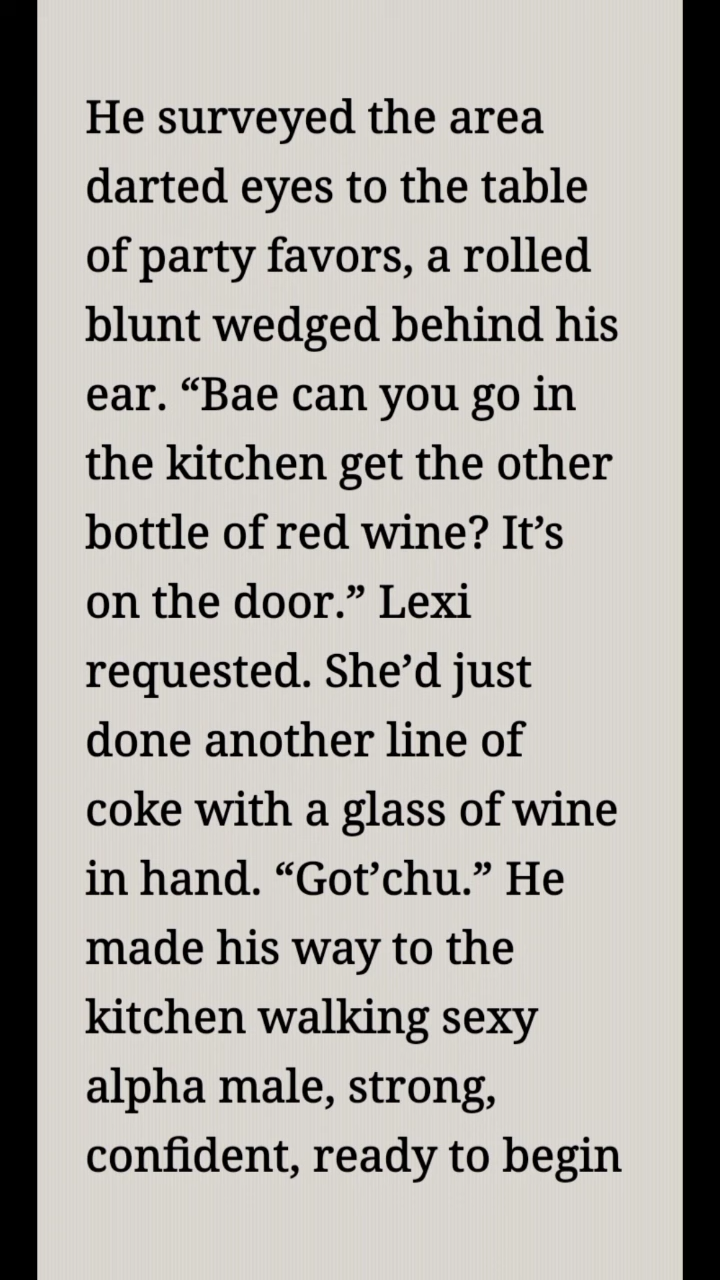 He surveyed the area
darted eyes to the table
of party favors, a rolled
blunt wedged behind his
ear. “Bae can you go in
the kitchen get the other
bottle of red wine? It’s
on the door.” Lexi
requested. She’d just
done another line of
coke with a glass of wine
in hand. “Got’chu.” He
made his way to the
kitchen walking sexy
alpha male, strong,
confident, ready to begin